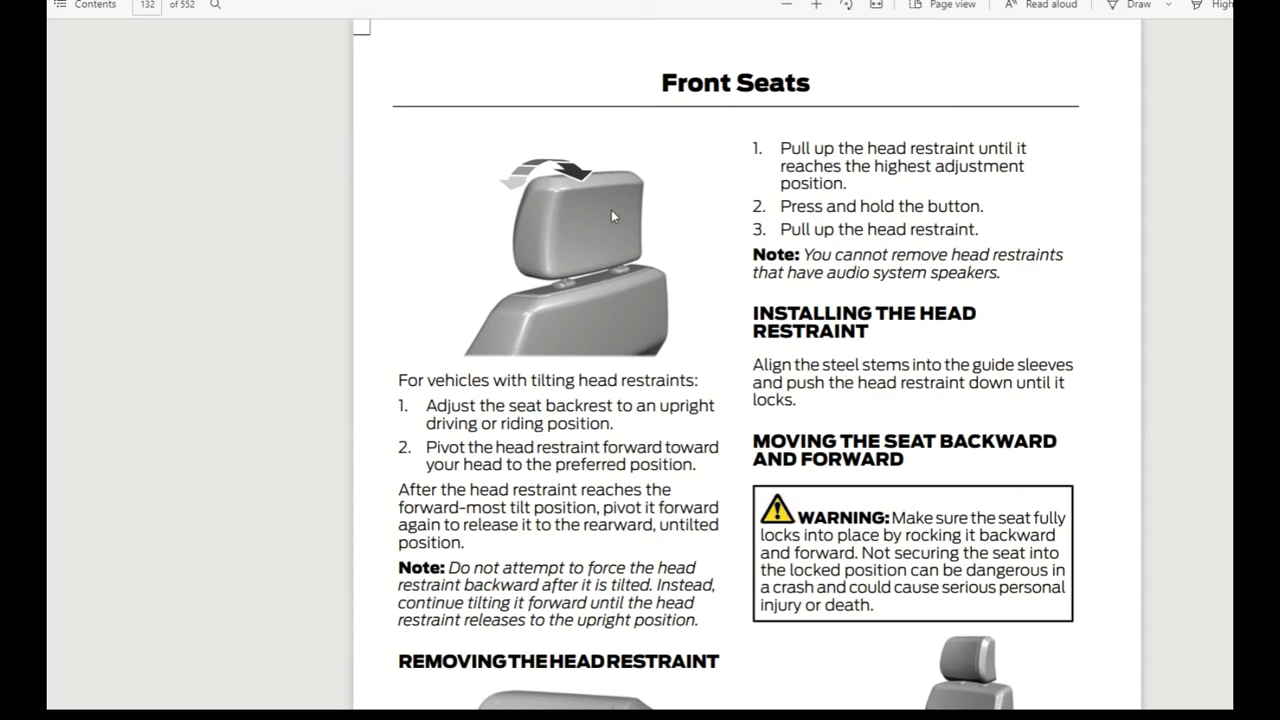 Contents
132
of 552
Page view
Read aloud
Draw
High
Front Seats
For vehicles with tilting head restraints:
1. Adjust the seat backrest to an upright
driving or riding position.
2. Pivot the head restraint forward toward
your head to the preferred position.
After the head restraint reaches the
forward-most tilt position, pivot it forward
again to release it to the rearward, untilted
position.
Note: Do not attempt to force the head
restraint backward after it is tilted. Instead,
continue tilting it forward until the head
restraint releases to the upright position.
REMOVING THE HEAD RESTRAINT
1. Pull up the head restraint until it
reaches the highest adjustment
position.
2. Press and hold the button.
3. Pull up the head restraint.
Note: You cannot remove head restraints
that have audio system speakers.
INSTALLING THE HEAD
RESTRAINT
Align the steel stems into the guide sleeves
and push the head restraint down until it
locks.
MOVING THE SEAT BACKWARD
AND FORWARD
WARNING: Make sure the seat fully
locks into place by rocking it backward
and forward. Not securing the seat into
the locked position can be dangerous in
a crash and could cause serious personal
injury or death.